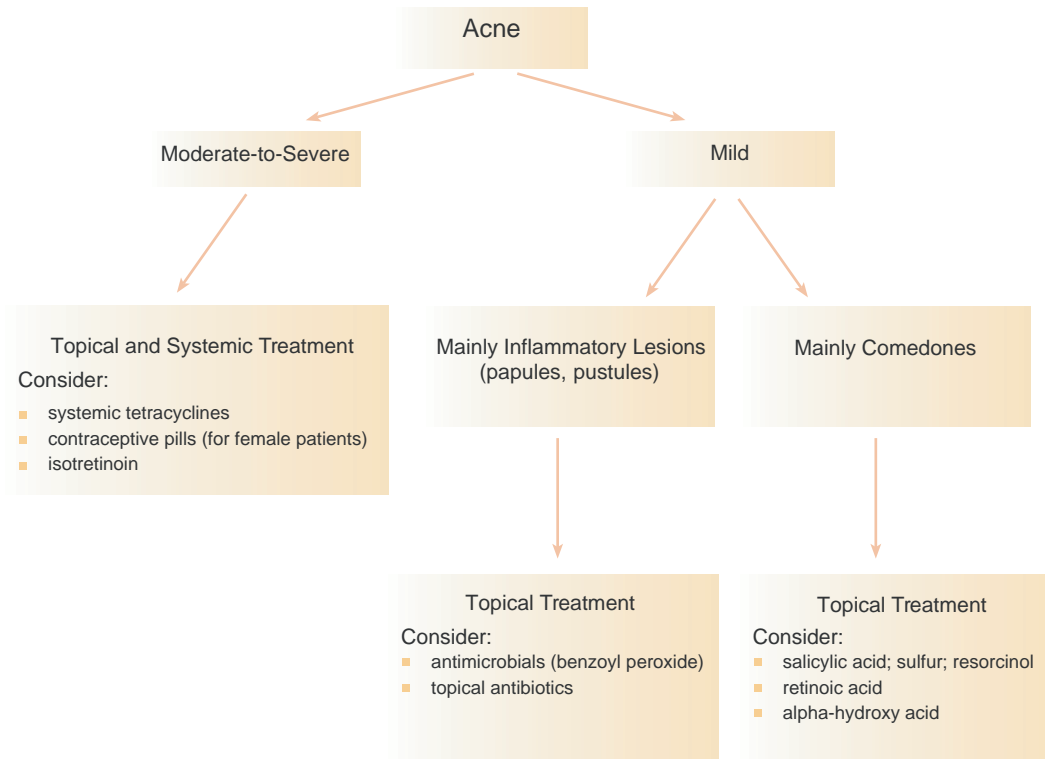 Acne
Moderate-to-Severe
Mild
Topical and Systemic Treatment
Consider:
systemic tetracyclines
contraceptive pills (for female patients)
isotretinoin
Mainly Inflammatory Lesions
(papules, pustules)
Mainly Comedones
Topical Treatment
Consider:
antimicrobials (benzoyl peroxide)
topical antibiotics
Topical Treatment
Consider:
salicylic acid; sulfur; resorcinol
retinoic acid
alpha-hydroxy acid